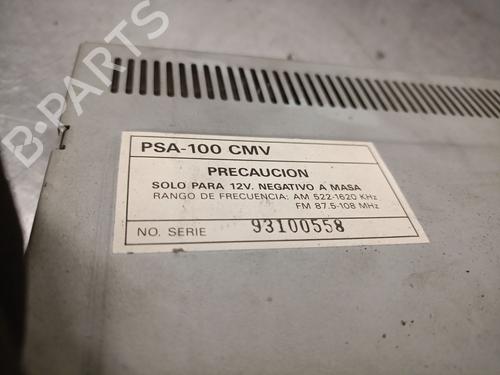 B-PARTS
PSA-100 CMV
PRECAUCION
SOLO PARA 12V. NEGATIVO A MASA
RANGO DE FRECUENCIA: AM 522-1620 KHz
FM 87.5-108 MHz
NO. SERIE 93100558